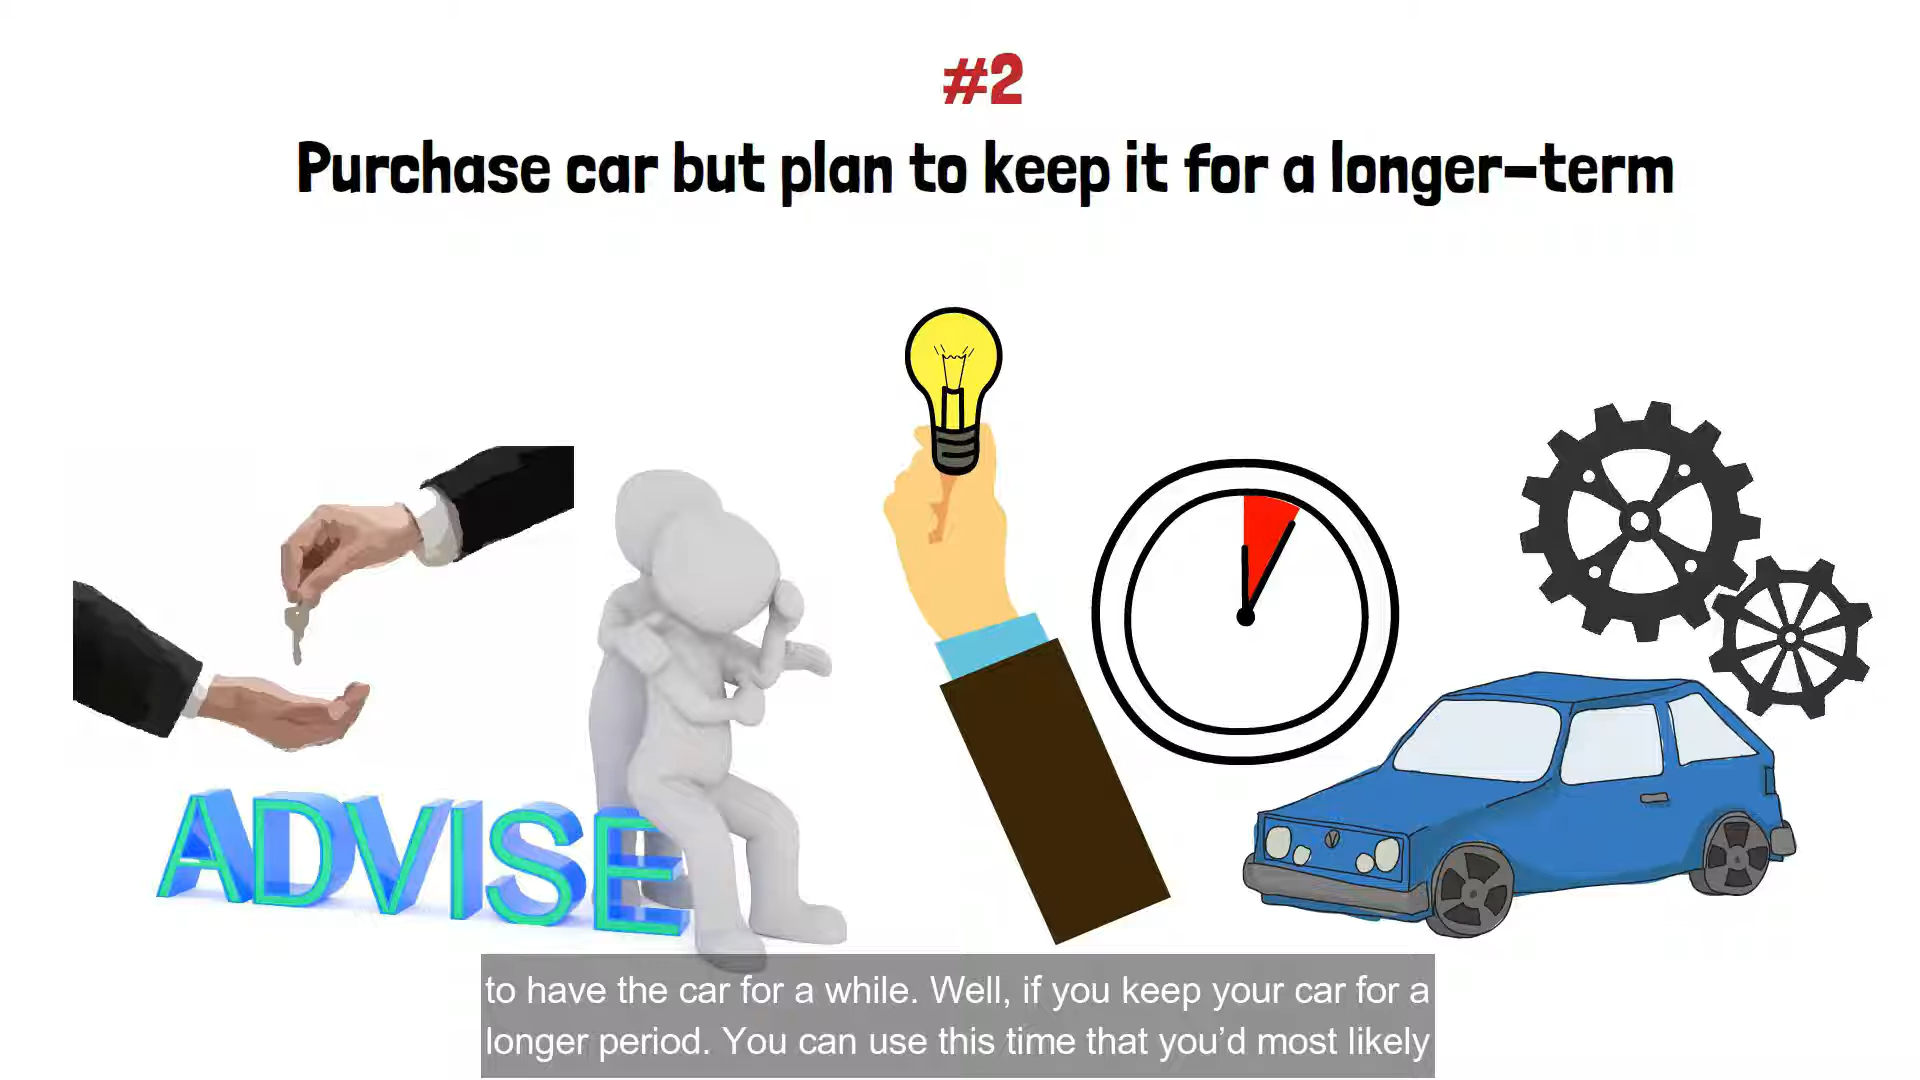 #2
Purchase car but plan to keep it for a longer-term
ADVISE
to have the car for a while. Well, if you keep your car for a
longer period. You can use this time that you’d most likely